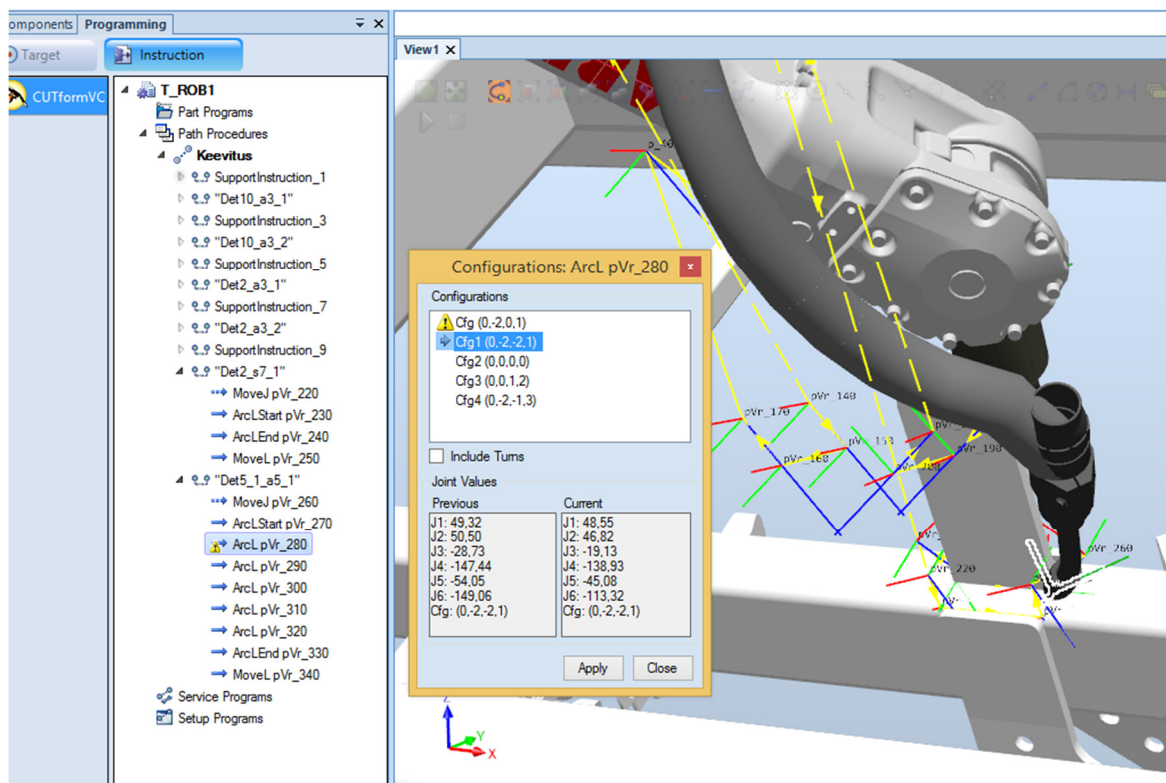 omponents Programming
Target Instruction
CUTformVC
T_ROB1
Part Programs
Path Procedures
Keevitus
SupportInstruction_1
"Det10_a3_1"
SupportInstruction_3
"Det10_a3_2"
SupportInstruction_5
"Det2_a3_1"
SupportInstruction_7
"Det2_a3_2"
SupportInstruction_9
"Det2_s7_1"
MoveJ pVr_220
ArcLStart pVr_230
ArcLEnd pVr_240
MoveL pVr_250
"Det5_1_a5_1"
MoveJ pVr_260
ArcLStart pVr_270
ArcL pVr_280
ArcL pVr_290
ArcL pVr_300
ArcL pVr_310
ArcL pVr_320
ArcLEnd pVr_330
MoveL pVr_340
Service Programs
Setup Programs
View1
Configurations: ArcL pVr_280
Configurations
Cfg (0,-2,0,1)
Cfg1 (0,-2,-2,1)
Cfg2 (0,0,0,0)
Cfg3 (0,0,1,2)
Cfg4 (0,-2,-1,3)
Include Turns
Joint Values
Previous
J1: 49,32
J2: 50,50
J3: -28,73
J4: -147,44
J5: -54,05
J6: -149,06
Cfg: (0,-2,-2,1)
Current
J1: 48,55
J2: 46,82
J3: -19,13
J4: -138,93
J5: -45,08
J6: -113,32
Cfg: (0,-2,-2,1)
Apply Close
pVr_140
pVr_170
pVr_160
pVr_190
pVr_260
pVr_220
Z
Y
X